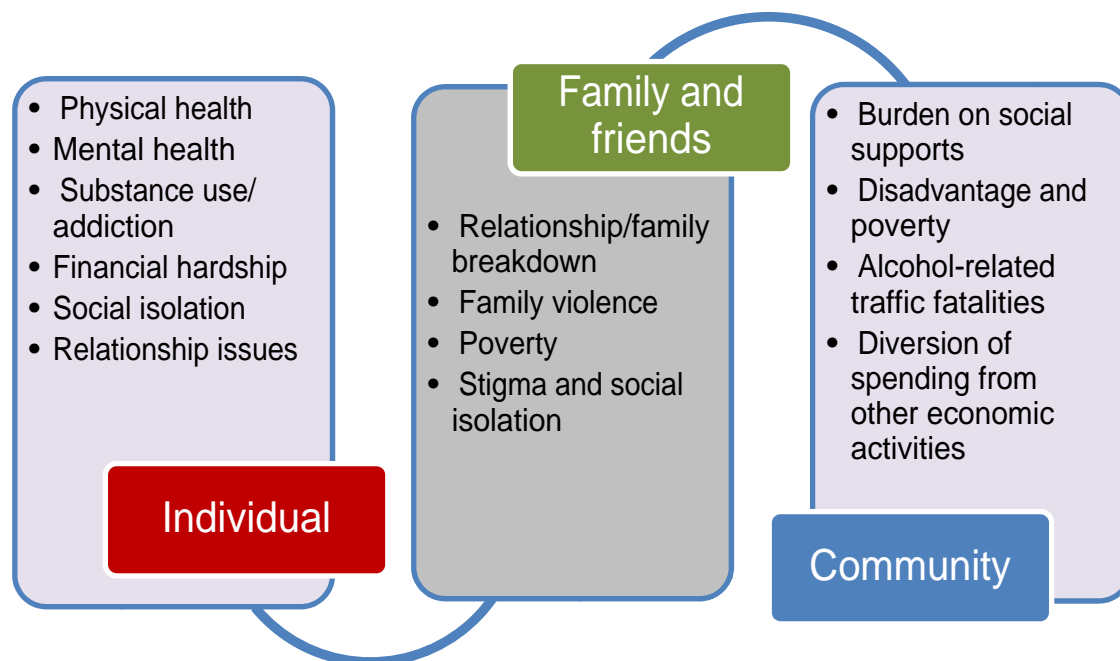 • Physical health
• Mental health
• Substance use/
addiction
• Financial hardship
• Social isolation
• Relationship issues
Individual
Family and
friends
• Relationship/family
breakdown
• Family violence
• Poverty
• Stigma and social
isolation
• Burden on social
supports
• Disadvantage and
poverty
• Alcohol-related
traffic fatalities
• Diversion of
spending from
other economic
activities
Community